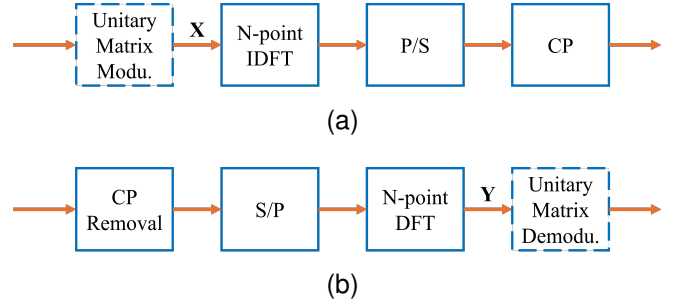 Unitary
Matrix
Modu.
X
N-point
IDFT
P/S
CP
(a)
CP
Removal
S/P
N-point
DFT
Y
Unitary
Matrix
Demodu.
(b)